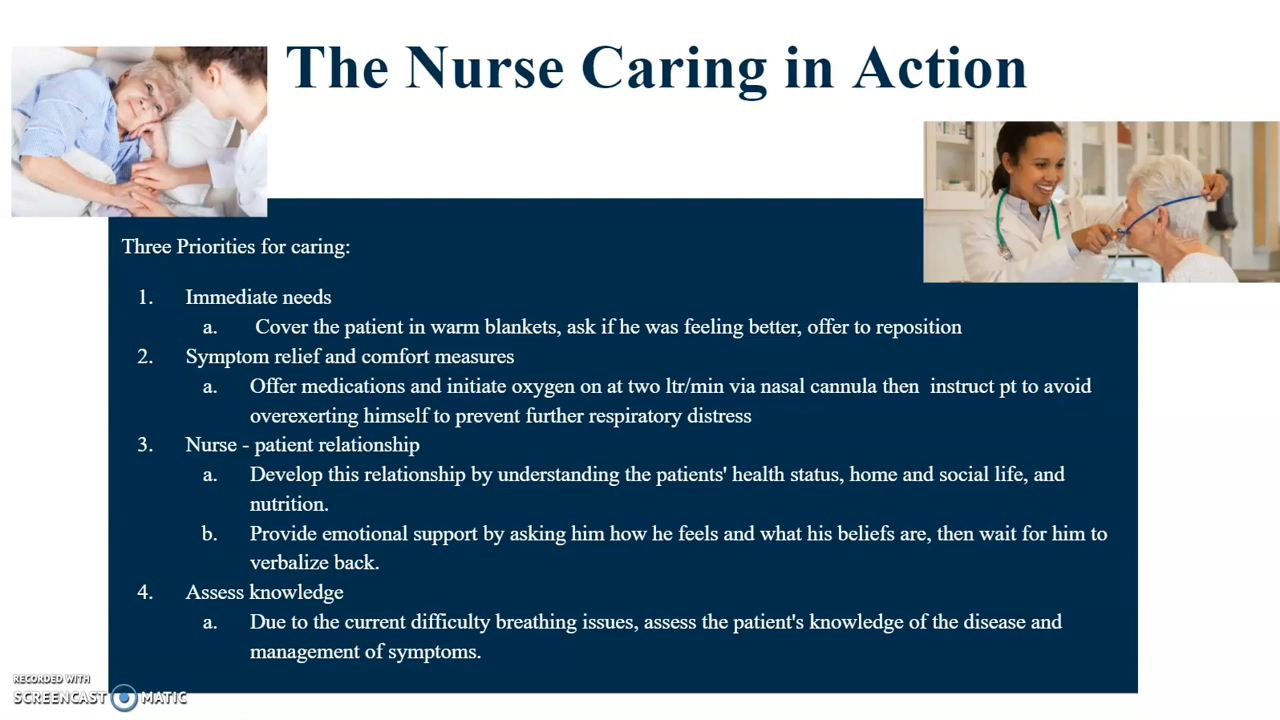 The Nurse Caring in Action
Three Priorities for caring:
1. Immediate needs
a. Cover the patient in warm blankets, ask if he was feeling better, offer to reposition
2. Symptom relief and comfort measures
a. Offer medications and initiate oxygen on at two ltr/min via nasal cannula then instruct pt to avoid
overexerting himself to prevent further respiratory distress
3. Nurse - patient relationship
a. Develop this relationship by understanding the patients' health status, home and social life, and
nutrition.
b. Provide emotional support by asking him how he feels and what his beliefs are, then wait for him to
verbalize back.
4. Assess knowledge
a. Due to the current difficulty breathing issues, assess the patient's knowledge of the disease and
management of symptoms.
RECORDED WITH
SCREENCAST MATIC